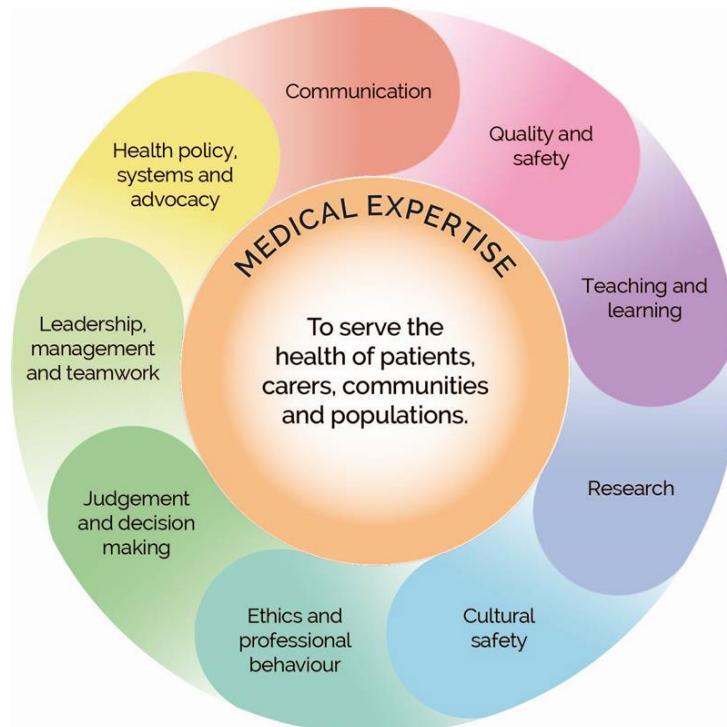 Communication
Quality and
safety
Teaching and
learning
Research
Cultural
safety
Ethics and
professional
behaviour
Judgement
and decision
making
Leadership,
management
and teamwork
Health policy,
systems and
advocacy
MEDICAL EXPERTISE
To serve the
health of patients,
carers, communities
and populations.